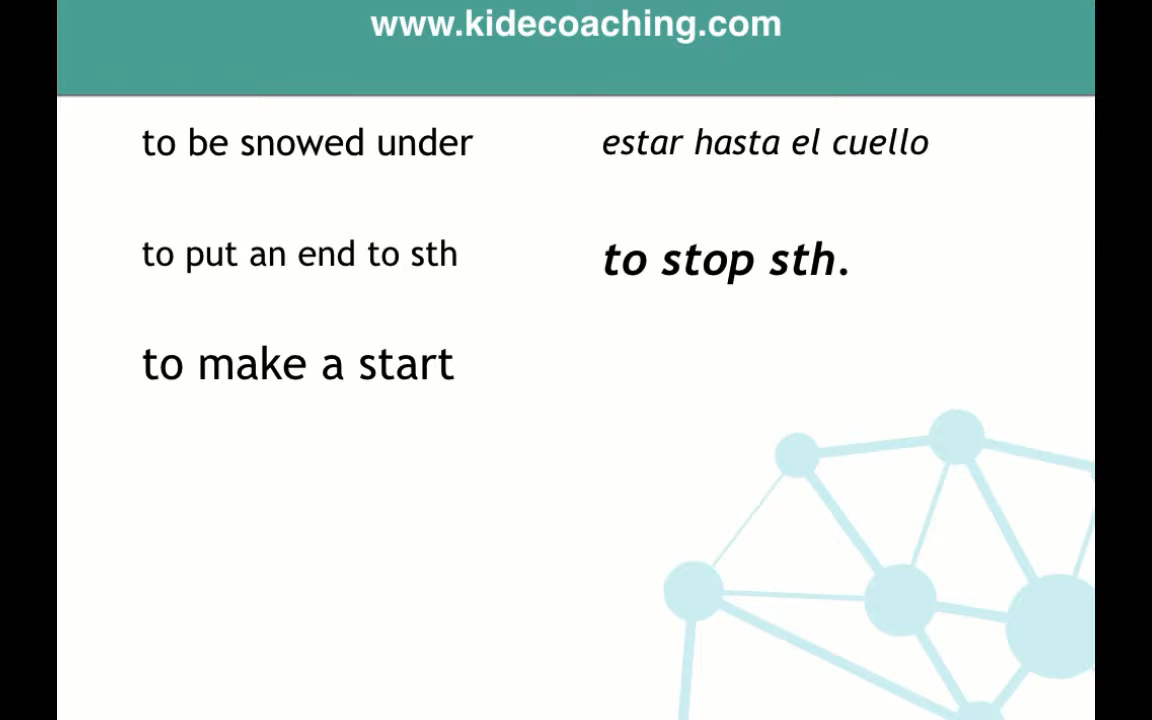 www.kidecoaching.com
to be snowed under
estar hasta el cuello
to put an end to sth
to stop sth.
to make a start